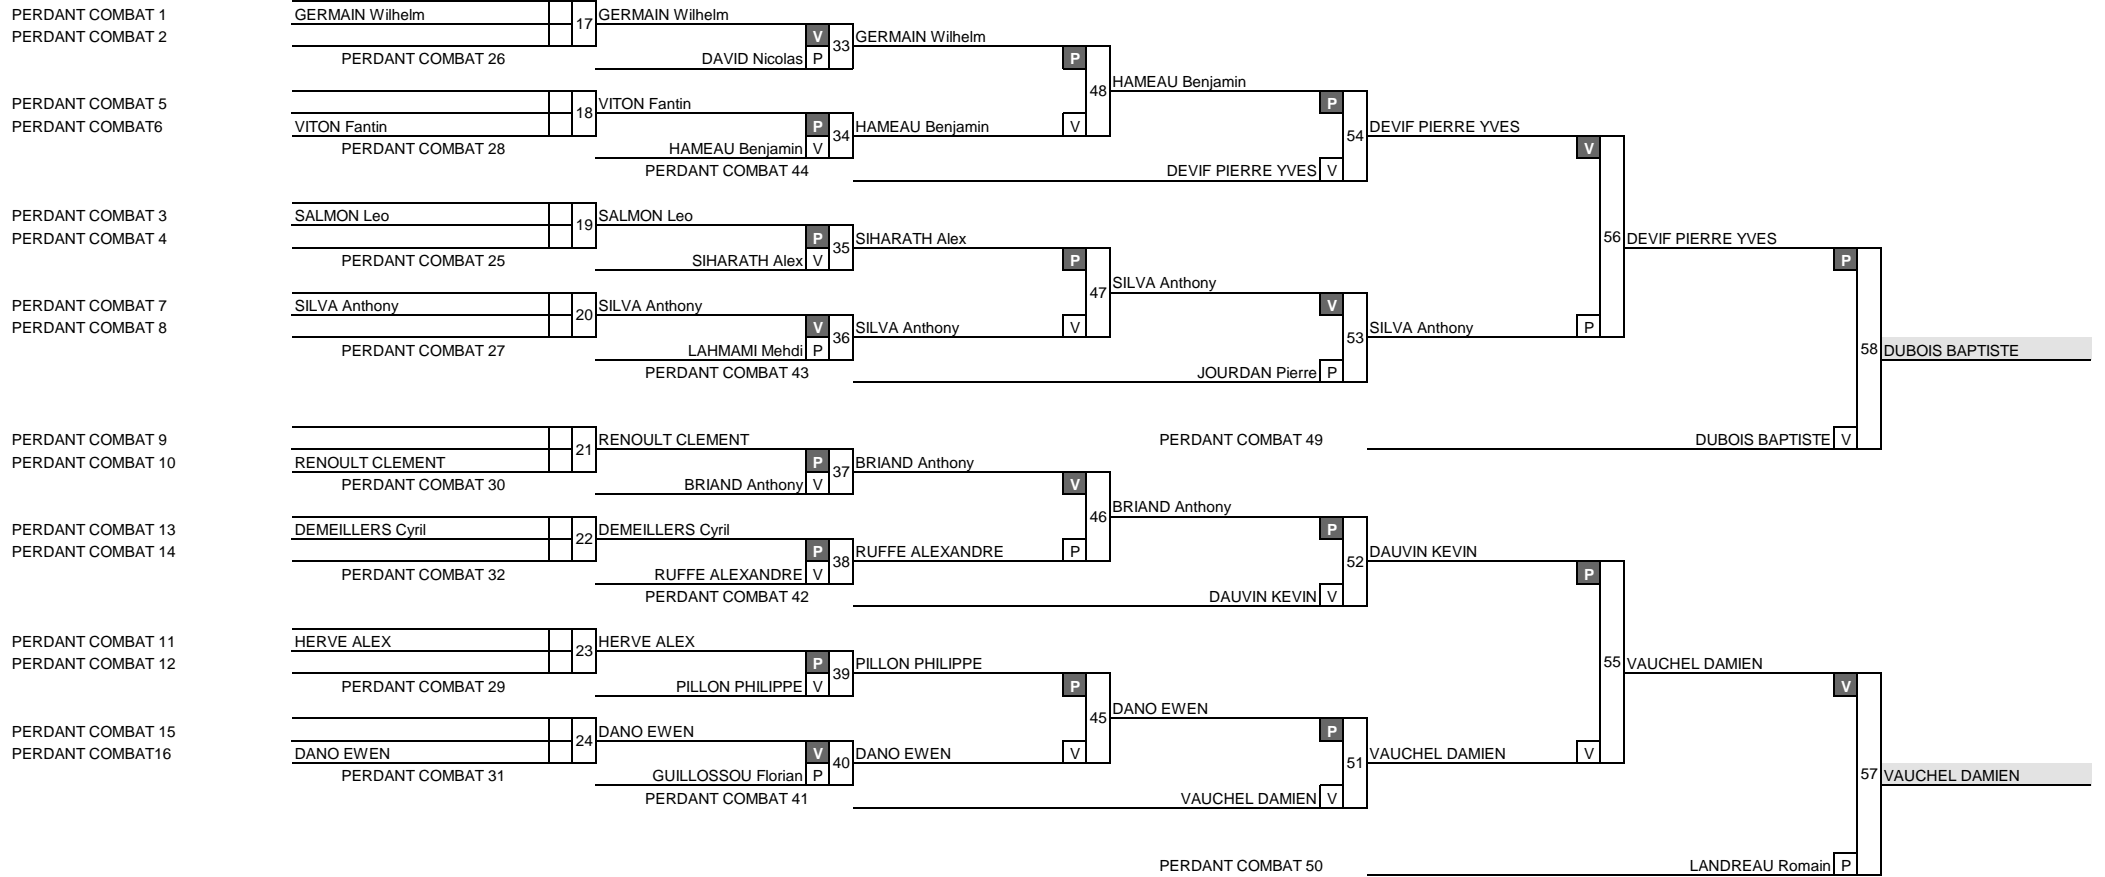 PERDANT COMBAT 1 GERMAIN Wilhelm 17 GERMAIN Wilhelm
PERDANT COMBAT 2 V 33 GERMAIN Wilhelm
PERDANT COMBAT 26 DAVID Nicolas P P
48 HAMEAU Benjamin
PERDANT COMBAT 5 18 VITON Fantin P
PERDANT COMBAT6 VITON Fantin P 34 HAMEAU Benjamin V 54 DEVIF PIERRE YVES
PERDANT COMBAT 28 HAMEAU Benjamin V V
PERDANT COMBAT 44 DEVIF PIERRE YVES V
PERDANT COMBAT 3 SALMON Leo 19 SALMON Leo
PERDANT COMBAT 4 P 35 SIHARATH Alex 56 DEVIF PIERRE YVES
PERDANT COMBAT 25 SIHARATH Alex V P P
47 SILVA Anthony
PERDANT COMBAT 7 SILVA Anthony 20 SILVA Anthony V
PERDANT COMBAT 8 V 36 SILVA Anthony V 53 SILVA Anthony P
PERDANT COMBAT 27 LAHMAMI Mehdi P 58 DUBOIS BAPTISTE
PERDANT COMBAT 43 JOURDAN Pierre P
PERDANT COMBAT 9 21 RENOULT CLEMENT PERDANT COMBAT 49 DUBOIS BAPTISTE V
PERDANT COMBAT 10 RENOULT CLEMENT P 37 BRIAND Anthony
PERDANT COMBAT 30 BRIAND Anthony V V
46 BRIAND Anthony
PERDANT COMBAT 13 DEMEILLERS Cyril 22 DEMEILLERS Cyril P
PERDANT COMBAT 14 P 38 RUFFE ALEXANDRE P 52 DAUVIN KEVIN
PERDANT COMBAT 32 RUFFE ALEXANDRE V P
PERDANT COMBAT 42 DAUVIN KEVIN V
PERDANT COMBAT 11 HERVE ALEX 23 HERVE ALEX
PERDANT COMBAT 12 P 39 PILLON PHILIPPE 55 VAUCHEL DAMIEN
PERDANT COMBAT 29 PILLON PHILIPPE V P V
45 DANO EWEN
PERDANT COMBAT 15 24 DANO EWEN P
PERDANT COMBAT16 DANO EWEN V 40 DANO EWEN V 51 VAUCHEL DAMIEN V
PERDANT COMBAT 31 GUILLOSSOU Florian P 57 VAUCHEL DAMIEN
PERDANT COMBAT 41 VAUCHEL DAMIEN V
PERDANT COMBAT 50 LANDREAU Romain P